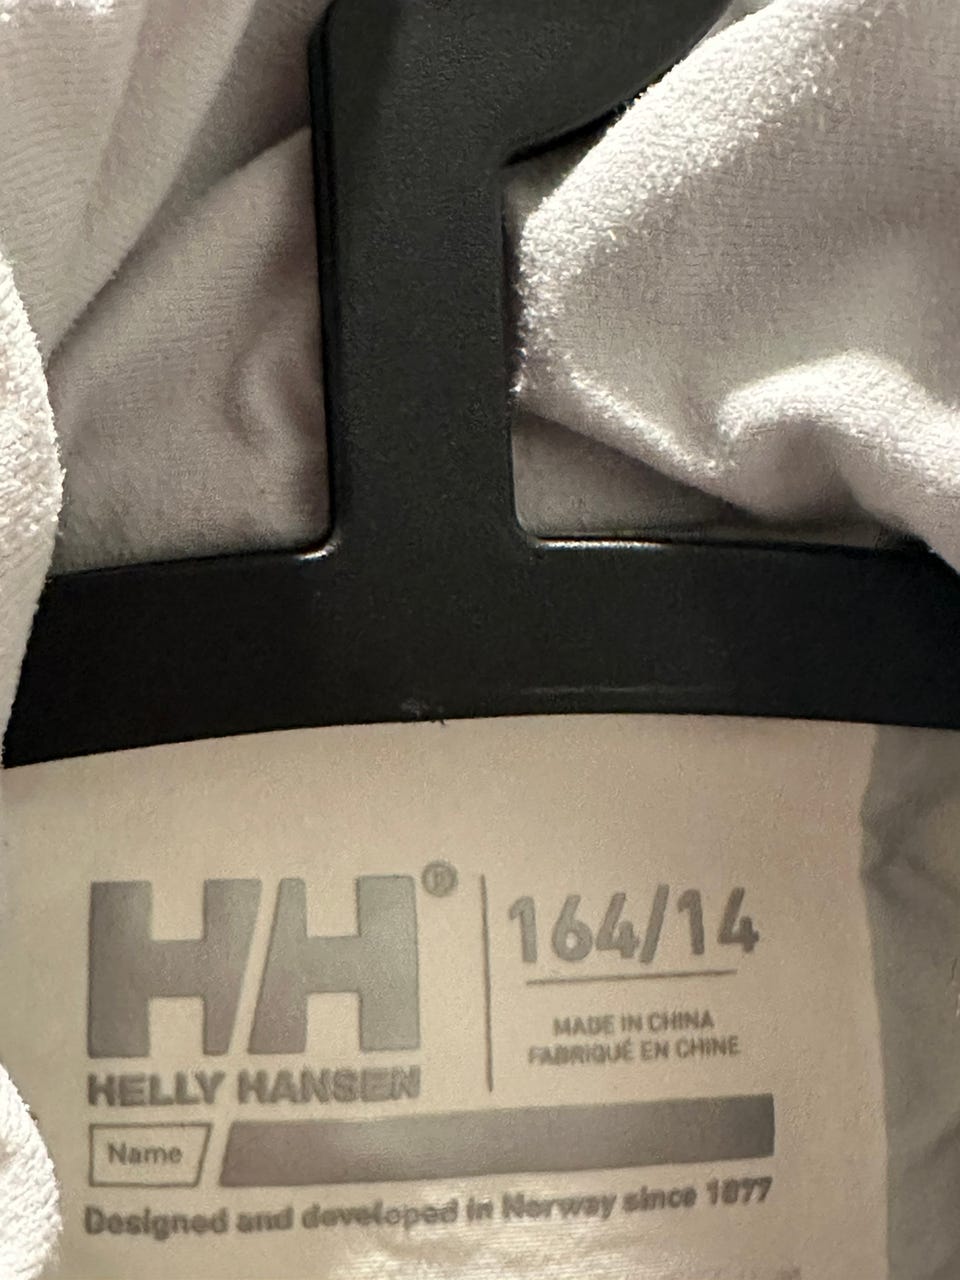 HH®
HELLY HANSEN
164/14
MADE IN CHINA
FABRIQUÉ EN CHINE
Name
Designed and developed in Norway since 1877